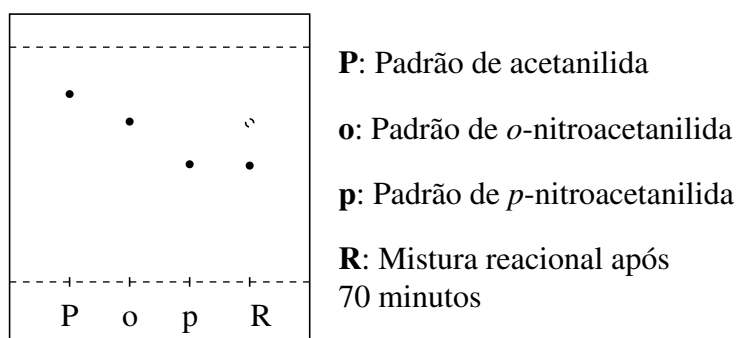 P: Padrão de acetanilida
o: Padrão de o-nitroacetanilida
p: Padrão de p-nitroacetanilida
R: Mistura reacional após
70 minutos
P o p R